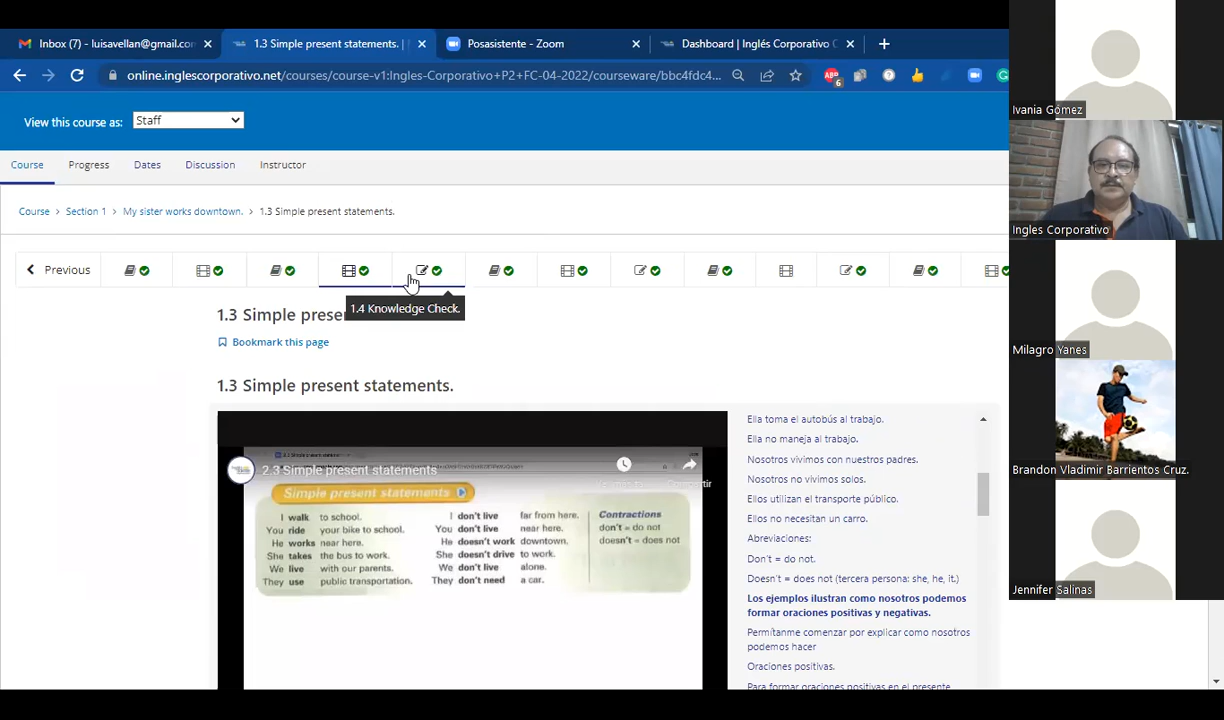 Inbox (7) - luisavellan@gmail.con
1.3 Simple present statements. |
Posasistente - Zoom
Dashboard | Inglés Corporativo C
online.inglescorporativo.net/courses/course-v1:Ingles-Corporativo+P2+FC-04-2022/courseware/bbc4fdc4...
ABP
6
View this course as:
Staff
Course
Progress
Dates
Discussion
Instructor
Course > Section 1 > My sister works downtown. > 1.3 Simple present statements.
Previous
1.4 Knowledge Check.
1.3 Simple prese
Bookmark this page
1.3 Simple present statements.
2.3 Simple present statements
Simple present statements
I walk to school.
You ride your bike to school.
He works near here.
She takes the bus to work.
We live with our parents.
They use public transportation.
I don't live far from here.
You don't live near here.
He doesn't work downtown.
She doesn't drive to work.
We don't live alone.
They don't need a car.
Contractions
don't = do not
doesn't = does not
Ella toma el autobús al trabajo.
Ella no maneja al trabajo.
Nosotros vivimos con nuestros padres.
Nosotros no vivimos solos.
Ellos utilizan el transporte público.
Ellos no necesitan un carro.
Abreviaciones:
Don't = do not.
Doesn't = does not (tercera persona: she, he, it.)
Los ejemplos ilustran como nosotros podemos
formar oraciones positivas y negativas.
Permítanme comenzar por explicar como nosotros
podemos hacer
Oraciones positivas.
Para formar oraciones positivas en el presente
Ivania Gómez
Ingles Corporativo
Milagro Yanes
Brandon Vladimir Barrientos Cruz.
Jennifer Salinas